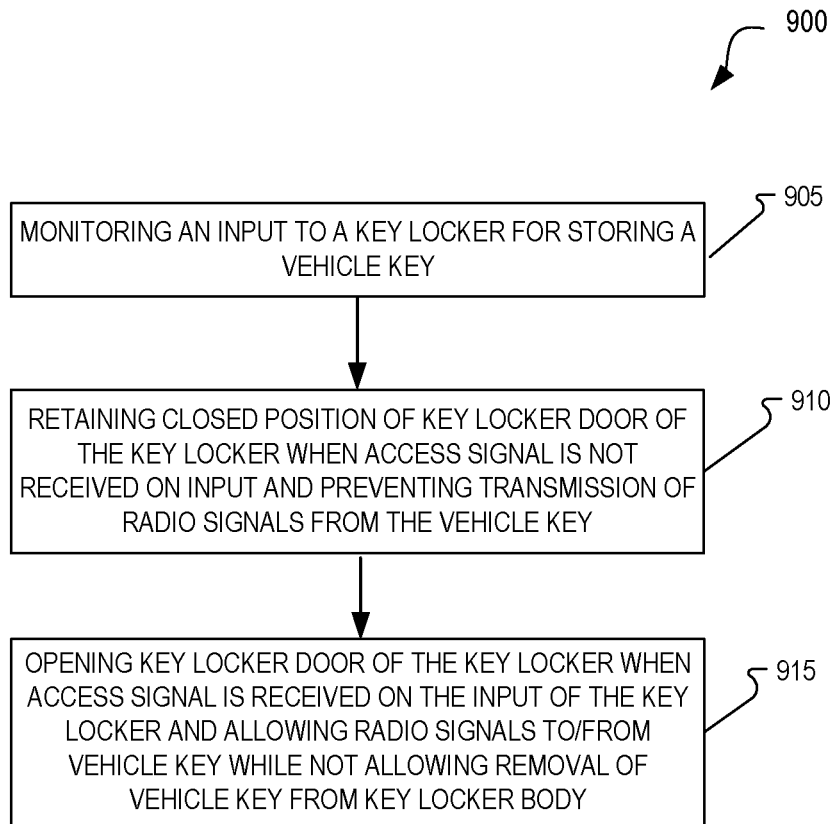 900
MONITORING AN INPUT TO A KEY LOCKER FOR STORING A
VEHICLE KEY
905
RETAINING CLOSED POSITION OF KEY LOCKER DOOR OF
THE KEY LOCKER WHEN ACCESS SIGNAL IS NOT
RECEIVED ON INPUT AND PREVENTING TRANSMISSION OF
RADIO SIGNALS FROM THE VEHICLE KEY
910
OPENING KEY LOCKER DOOR OF THE KEY LOCKER WHEN
ACCESS SIGNAL IS RECEIVED ON THE INPUT OF THE KEY
LOCKER AND ALLOWING RADIO SIGNALS TO/FROM
VEHICLE KEY WHILE NOT ALLOWING REMOVAL OF
VEHICLE KEY FROM KEY LOCKER BODY
915